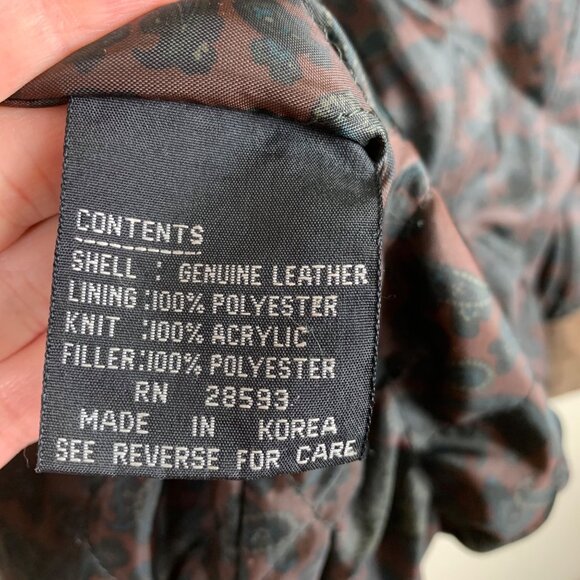 CONTENTS
SHELL : GENUINE LEATHER
LINING :100% POLYESTER
KNIT :100% ACRYLIC
FILLER:100% POLYESTER
RN 28593
MADE IN KOREA
SEE REVERSE FOR CARE